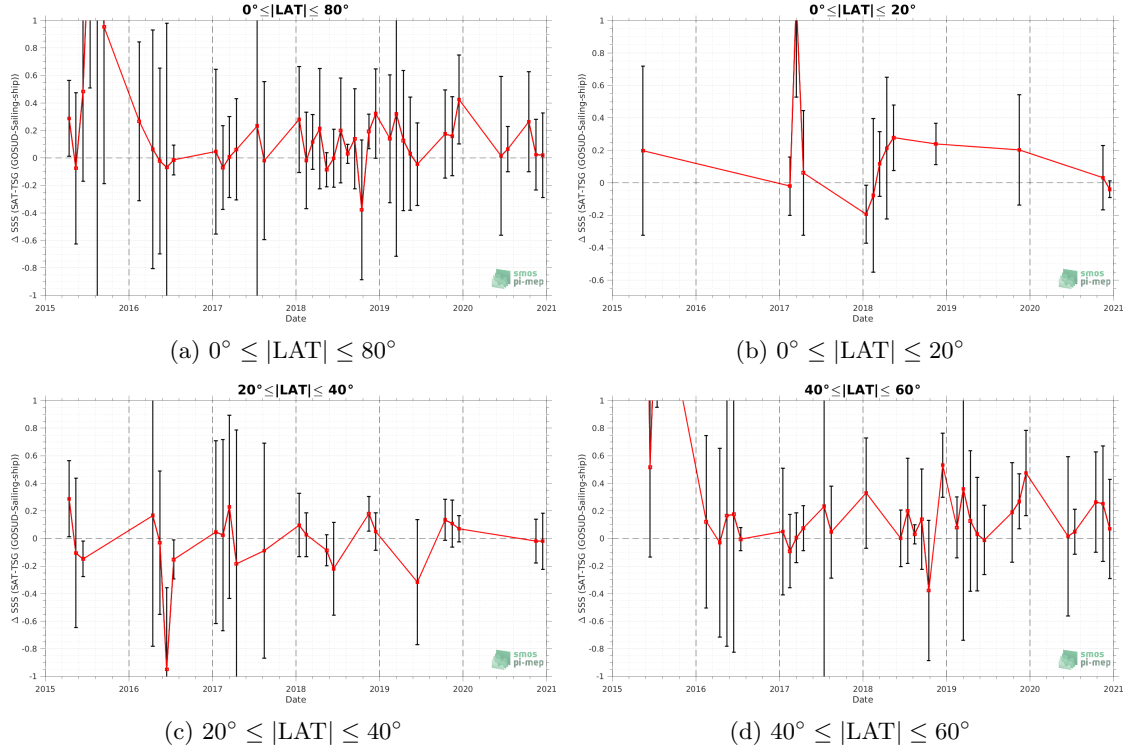 0°≤|LAT|≤ 80°
Δ SSS (SAT-TSG (GOSUD-Sailing-ship))
1
0.8
0.6
0.4
0.2
0
-0.2
-0.4
-0.6
-0.8
-1
2015 2016 2017 2018 2019 2020 2021
Date
smos
pi-mep
(a) 0° ≤ |LAT| ≤ 80°
0°≤|LAT|≤ 20°
Δ SSS (SAT-TSG (GOSUD-Sailing-ship))
1
0.8
0.6
0.4
0.2
0
-0.2
-0.4
-0.6
2015 2016 2017 2018 2019 2020 2021
Date
smos
pi-mep
(b) 0° ≤ |LAT| ≤ 20°
20°≤|LAT|≤ 40°
Δ SSS (SAT-TSG (GOSUD-Sailing-ship))
1
0.8
0.6
0.4
0.2
0
-0.2
-0.4
-0.6
-0.8
-1
2015 2016 2017 2018 2019 2020 2021
Date
smos
pi-mep
(c) 20° ≤ |LAT| ≤ 40°
40°≤|LAT|≤ 60°
Δ SSS (SAT-TSG (GOSUD-Sailing-ship))
1
0.8
0.6
0.4
0.2
0
-0.2
-0.4
-0.6
-0.8
-1
2015 2016 2017 2018 2019 2020 2021
Date
smos
pi-mep
(d) 40° ≤ |LAT| ≤ 60°